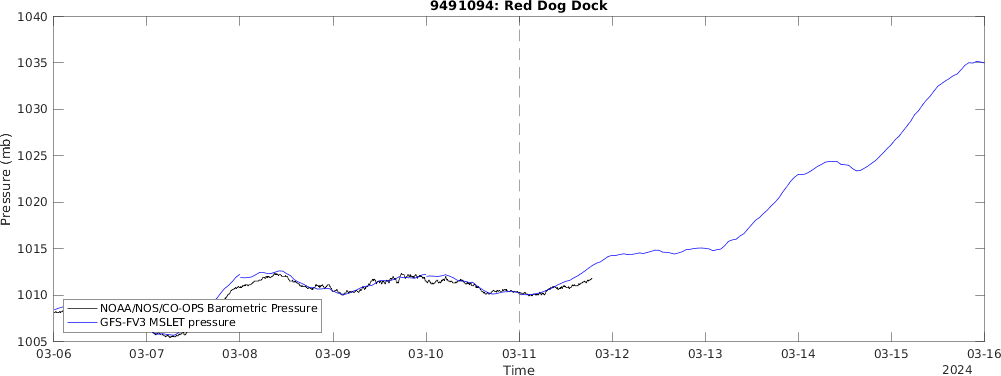 9491094: Red Dog Dock
1040
1035
1030
1025
1020
1015
1010
1005
Pressure (mb)
NOAA/NOS/CO-OPS Barometric Pressure
GFS-FV3 MSLET pressure
03-06 03-07 03-08 03-09 03-10 03-11 03-12 03-13 03-14 03-15 03-16
Time
2024